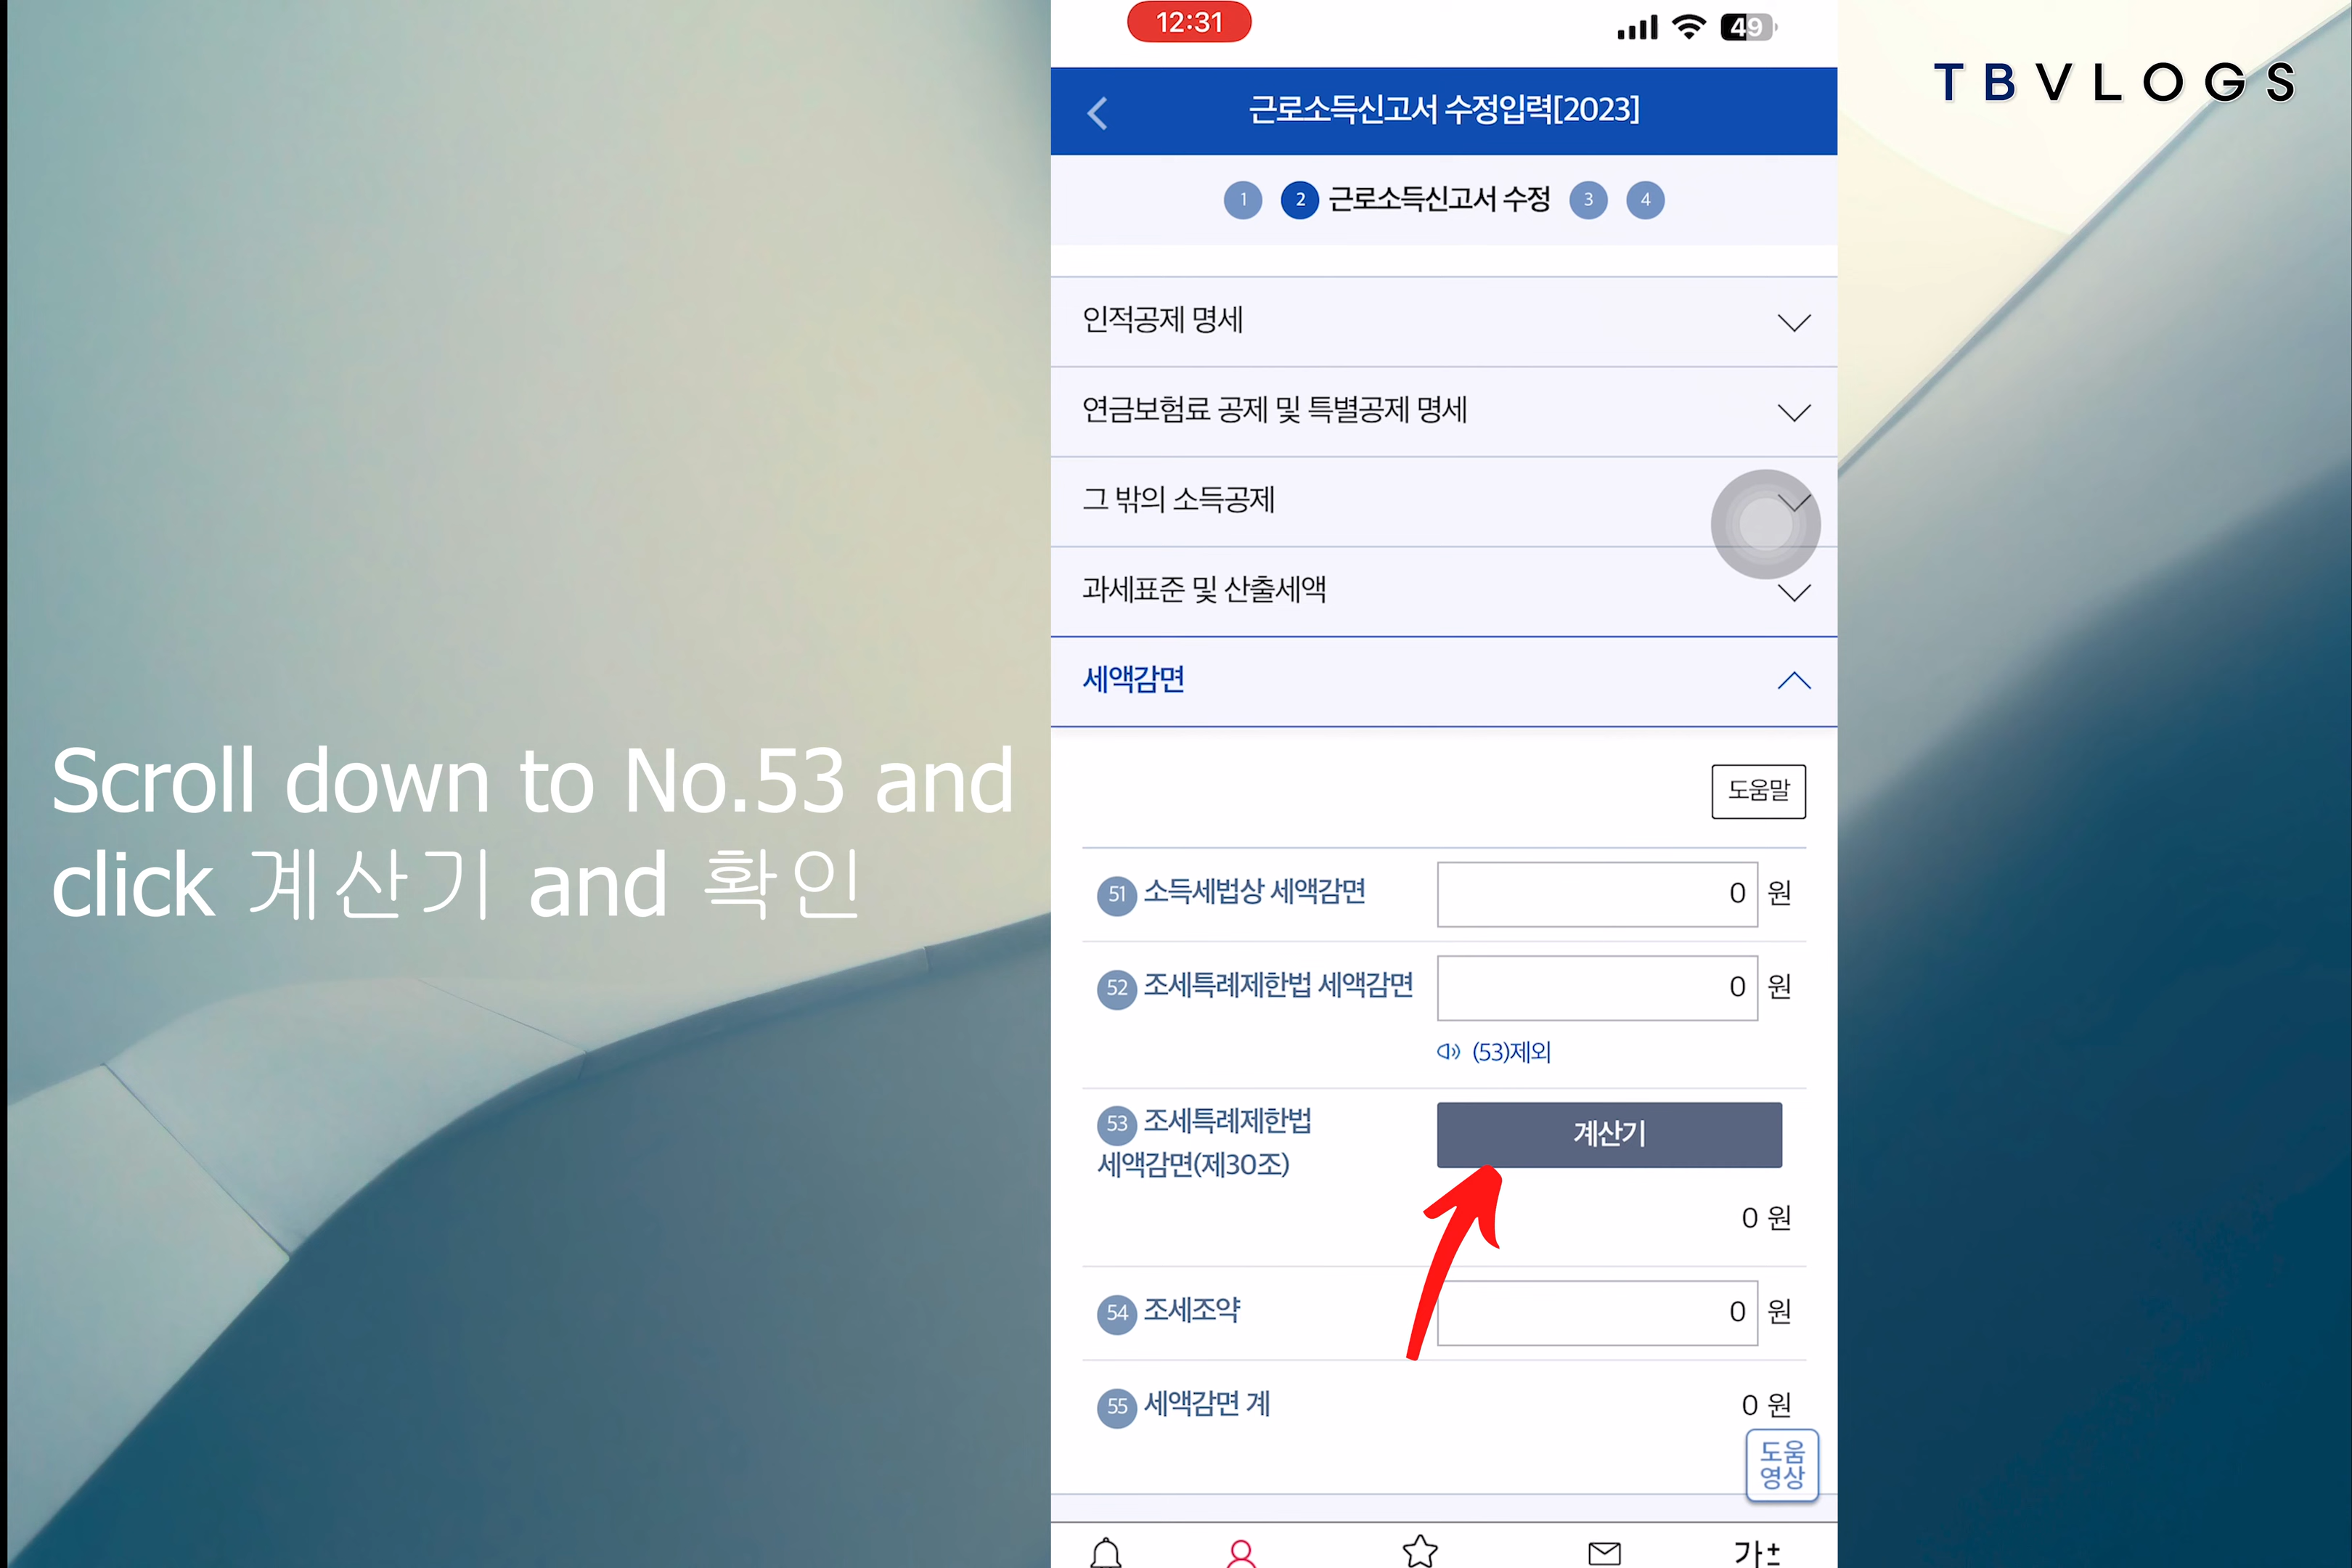 12:31
49
TBVLOGS
근로소득신고서 수정입력[2023]
1 2 근로소득신고서 수정 3 4
인적공제 명세
연금보험료 공제 및 특별공제 명세
그 밖의 소득공제
과세표준 및 산출세액
세액감면
Scroll down to No.53 and
click 계산기 and 확인
도움말
51 소득세법상 세액감면 0 원
52 조세특례제한법 세액감면 0 원
(53)제외
53 조세특례제한법 계산기
세액감면(제30조)
0 원
54 조세조약 0 원
55 세액감면 계 0 원
도움
영상
가±